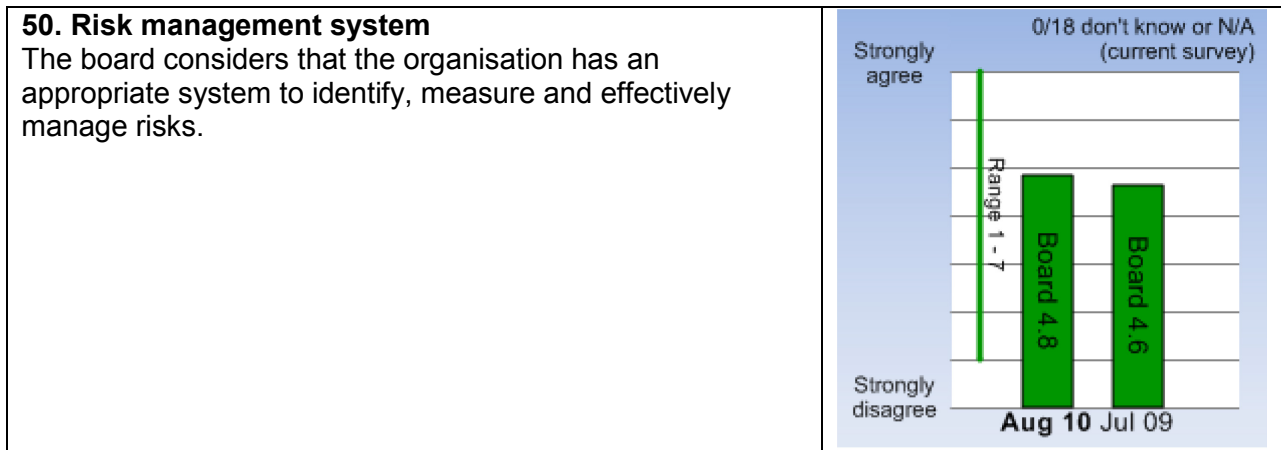 50. Risk management system
The board considers that the organisation has an
appropriate system to identify, measure and effectively
manage risks.
0/18 don't know or N/A
(current survey)
Strongly
agree
Range 1 - 7
Board 4.8
Board 4.6
Strongly
disagree
Aug 10 Jul 09